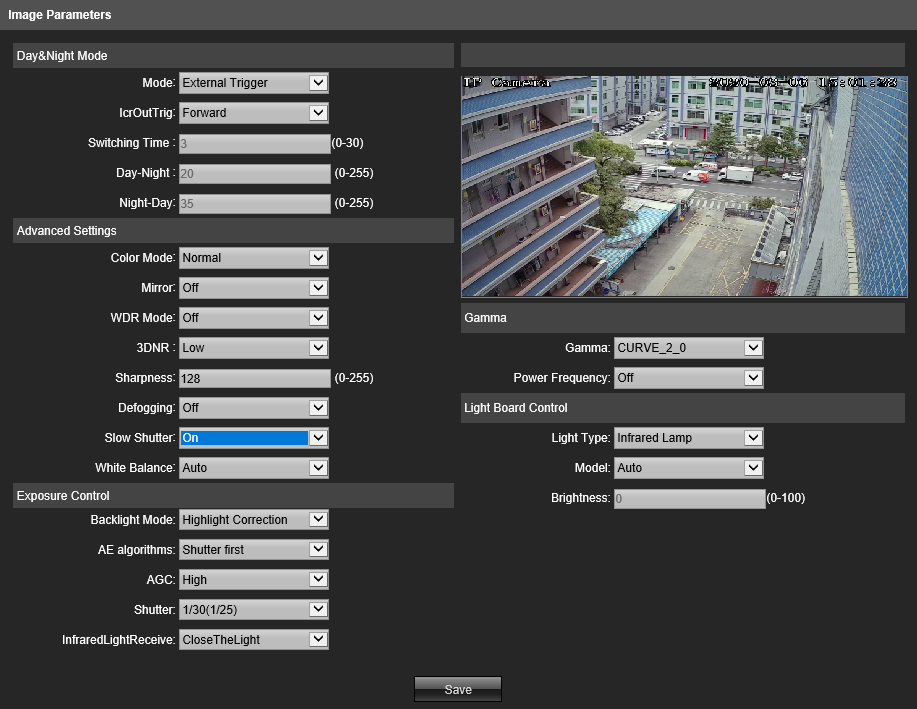 Image Parameters
Day&Night Mode
Mode: External Trigger
IcrOutTrig: Forward
Switching Time : 3 (0-30)
Day-Night : 20 (0-255)
Night-Day: 35 (0-255)
Advanced Settings
Color Mode: Normal
Mirror: Off
WDR Mode: Off
3DNR : Low
Sharpness: 128 (0-255)
Defogging: Off
Slow Shutter: On
White Balance: Auto
Exposure Control
Backlight Mode: Highlight Correction
AE algorithms: Shutter first
AGC: High
Shutter: 1/30(1/25)
InfraredLightReceive: CloseTheLight
IP Camera
Gamma
Gamma: CURVE_2_0
Power Frequency: Off
Light Board Control
Light Type: Infrared Lamp
Model: Auto
Brightness: 0 (0-100)
Save